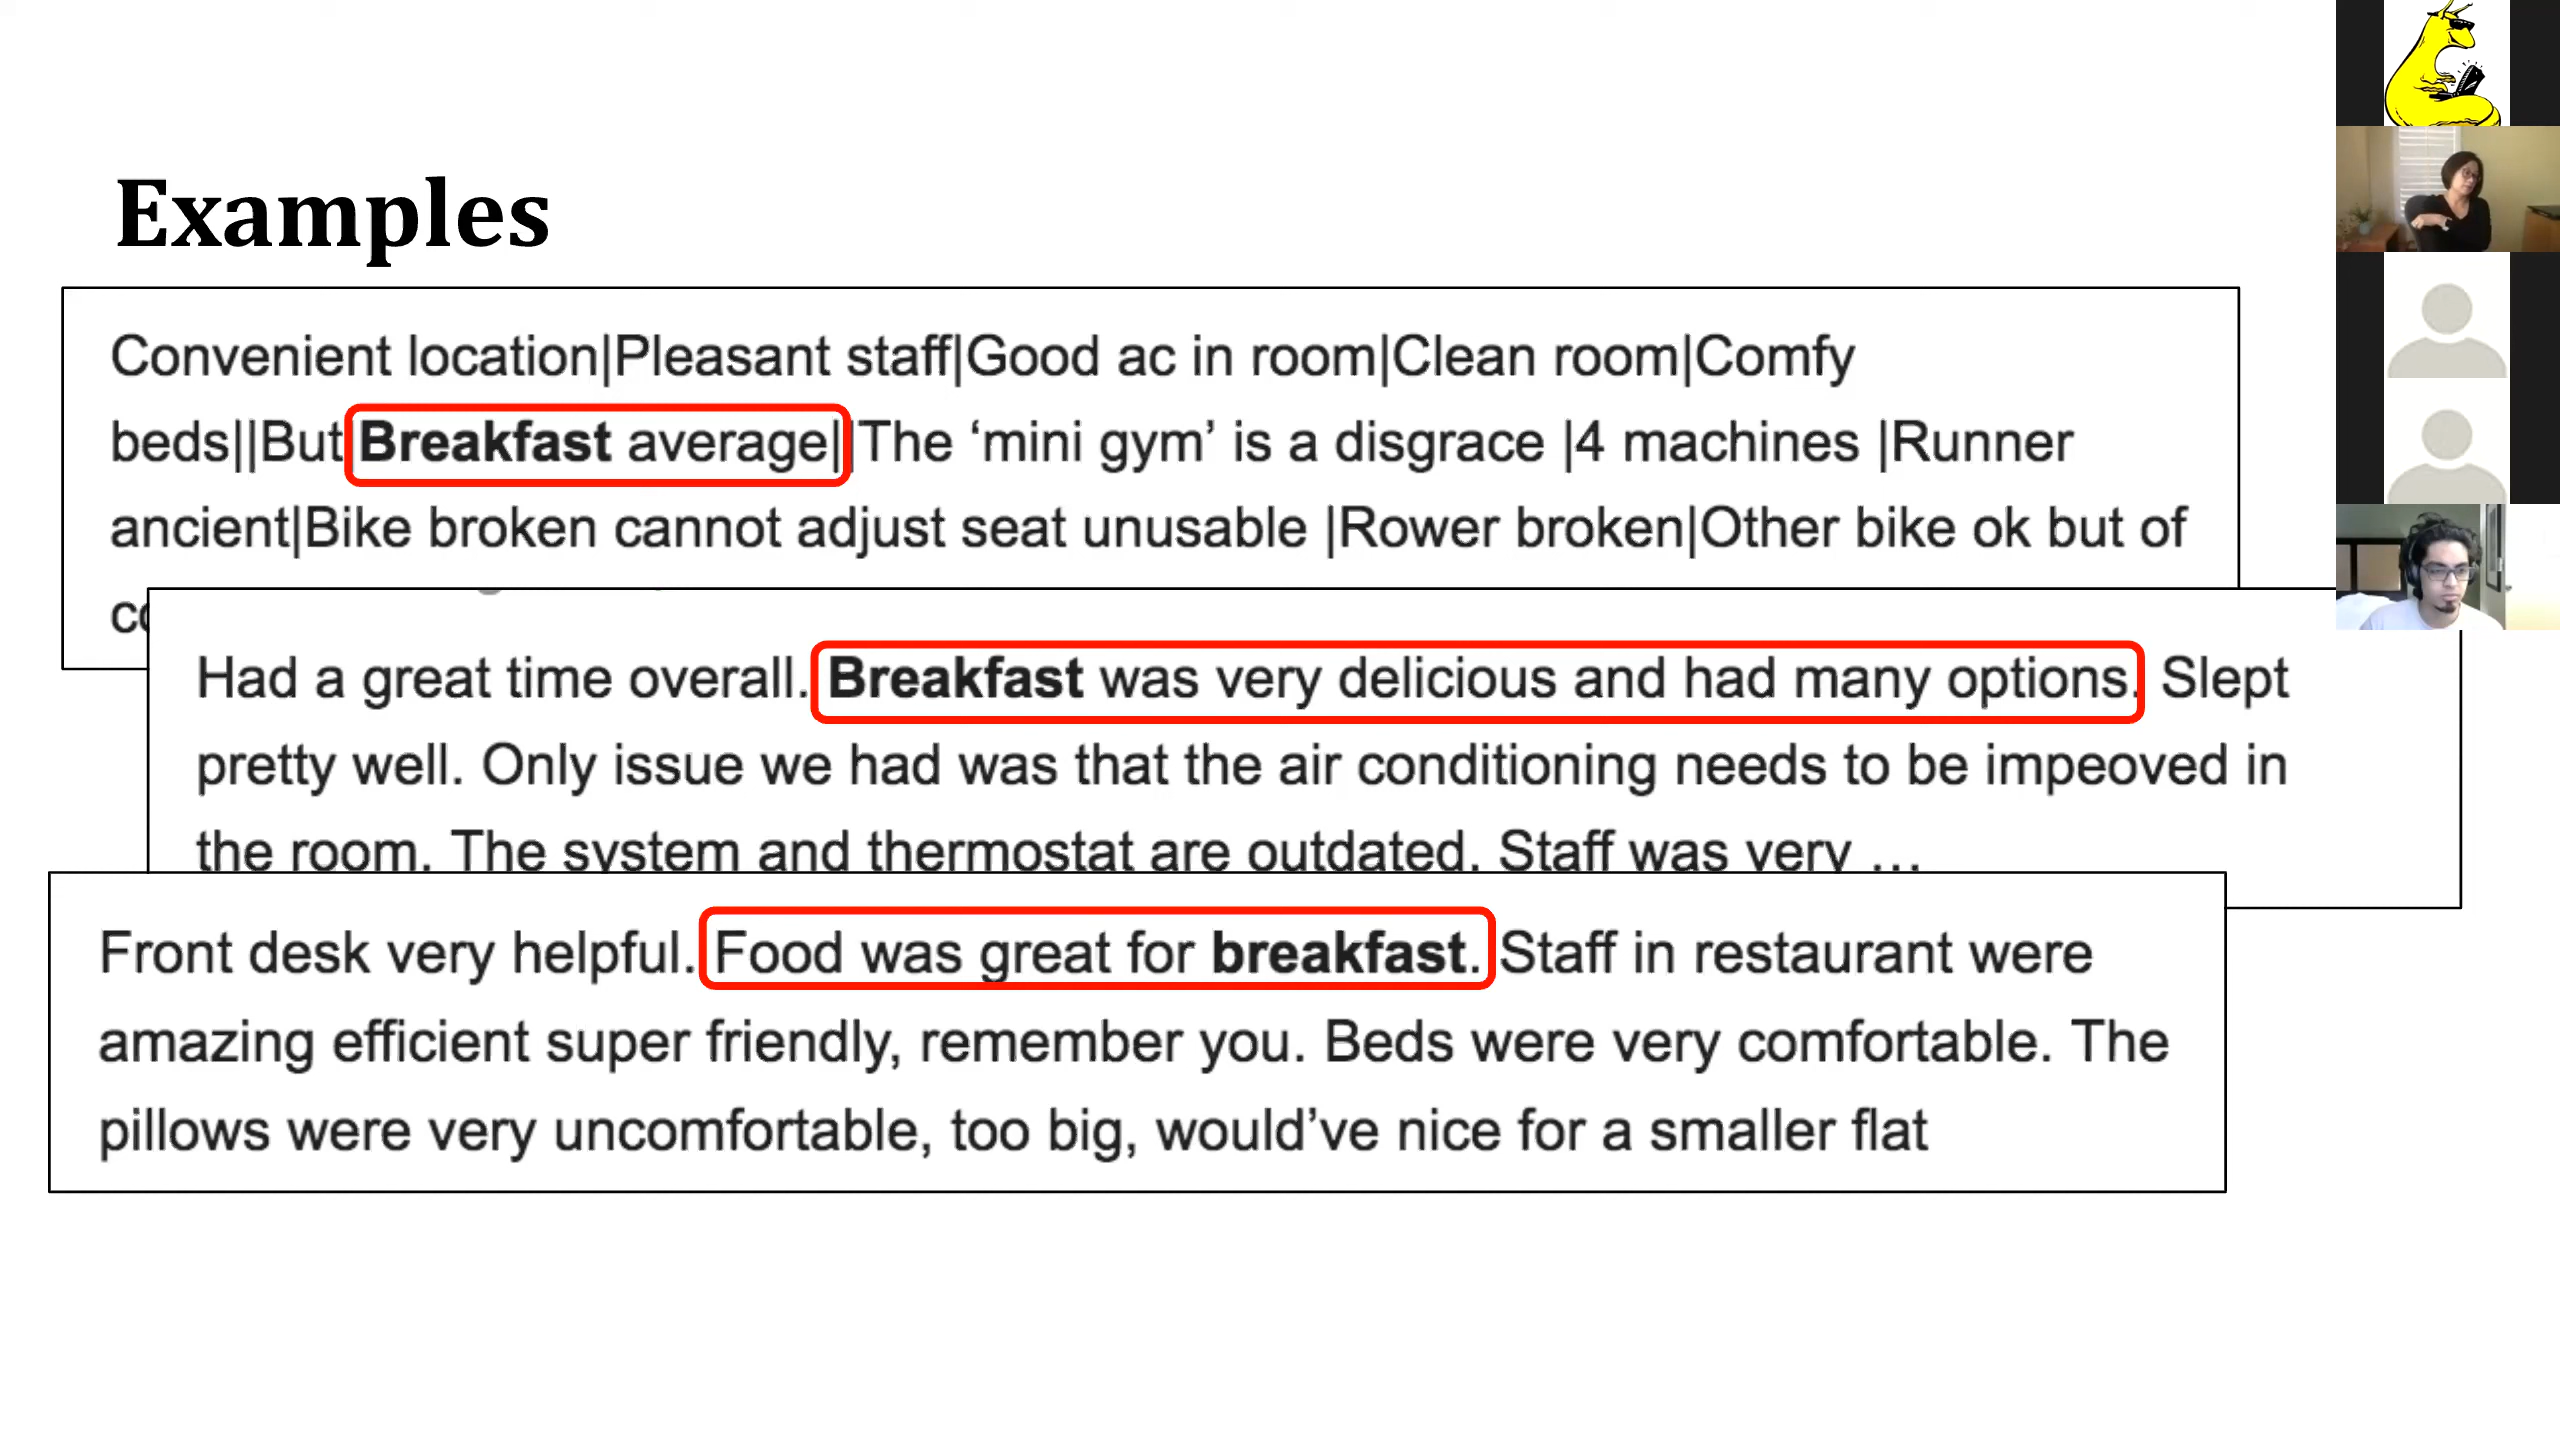 Examples
Convenient location|Pleasant staff|Good ac in room|Clean room|Comfy
beds||But Breakfast average||The ‘mini gym’ is a disgrace |4 machines |Runner
ancient|Bike broken cannot adjust seat unusable |Rower broken|Other bike ok but of
Had a great time overall. Breakfast was very delicious and had many options. Slept
pretty well. Only issue we had was that the air conditioning needs to be impeoved in
the room. The system and thermostat are outdated. Staff was very …
Front desk very helpful. Food was great for breakfast. Staff in restaurant were
amazing efficient super friendly, remember you. Beds were very comfortable. The
pillows were very uncomfortable, too big, would’ve nice for a smaller flat